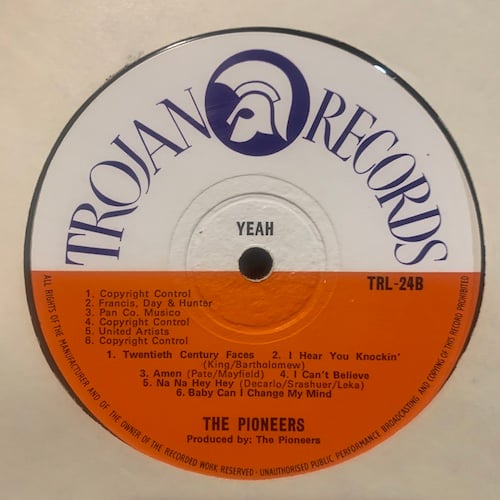 TROJAN RECORDS
YEAH
TRL-24B
1. Copyright Control
2. Francis, Day & Hunter
3. Pan Co. Musico
4. Copyright Control
5. United Artists
6. Copyright Control
1. Twentieth Century Faces 2. I Hear You Knockin'
(King/Bartholomew)
3. Amen (Pate/Mayfield) 4. I Can't Believe
5. Na Na Hey Hey (Decarlo/Srashuer/Leka)
6. Baby Can I Change My Mind
THE PIONEERS
Produced by: The Pioneers
ALL RIGHTS OF THE MANUFACTURER AND OF THE OWNER OF THE RECORDED WORK RESERVED · UNAUTHORISED PUBLIC PERFORMANCE BROADCASTING AND COPYING OF THIS RECORD PROHIBITED